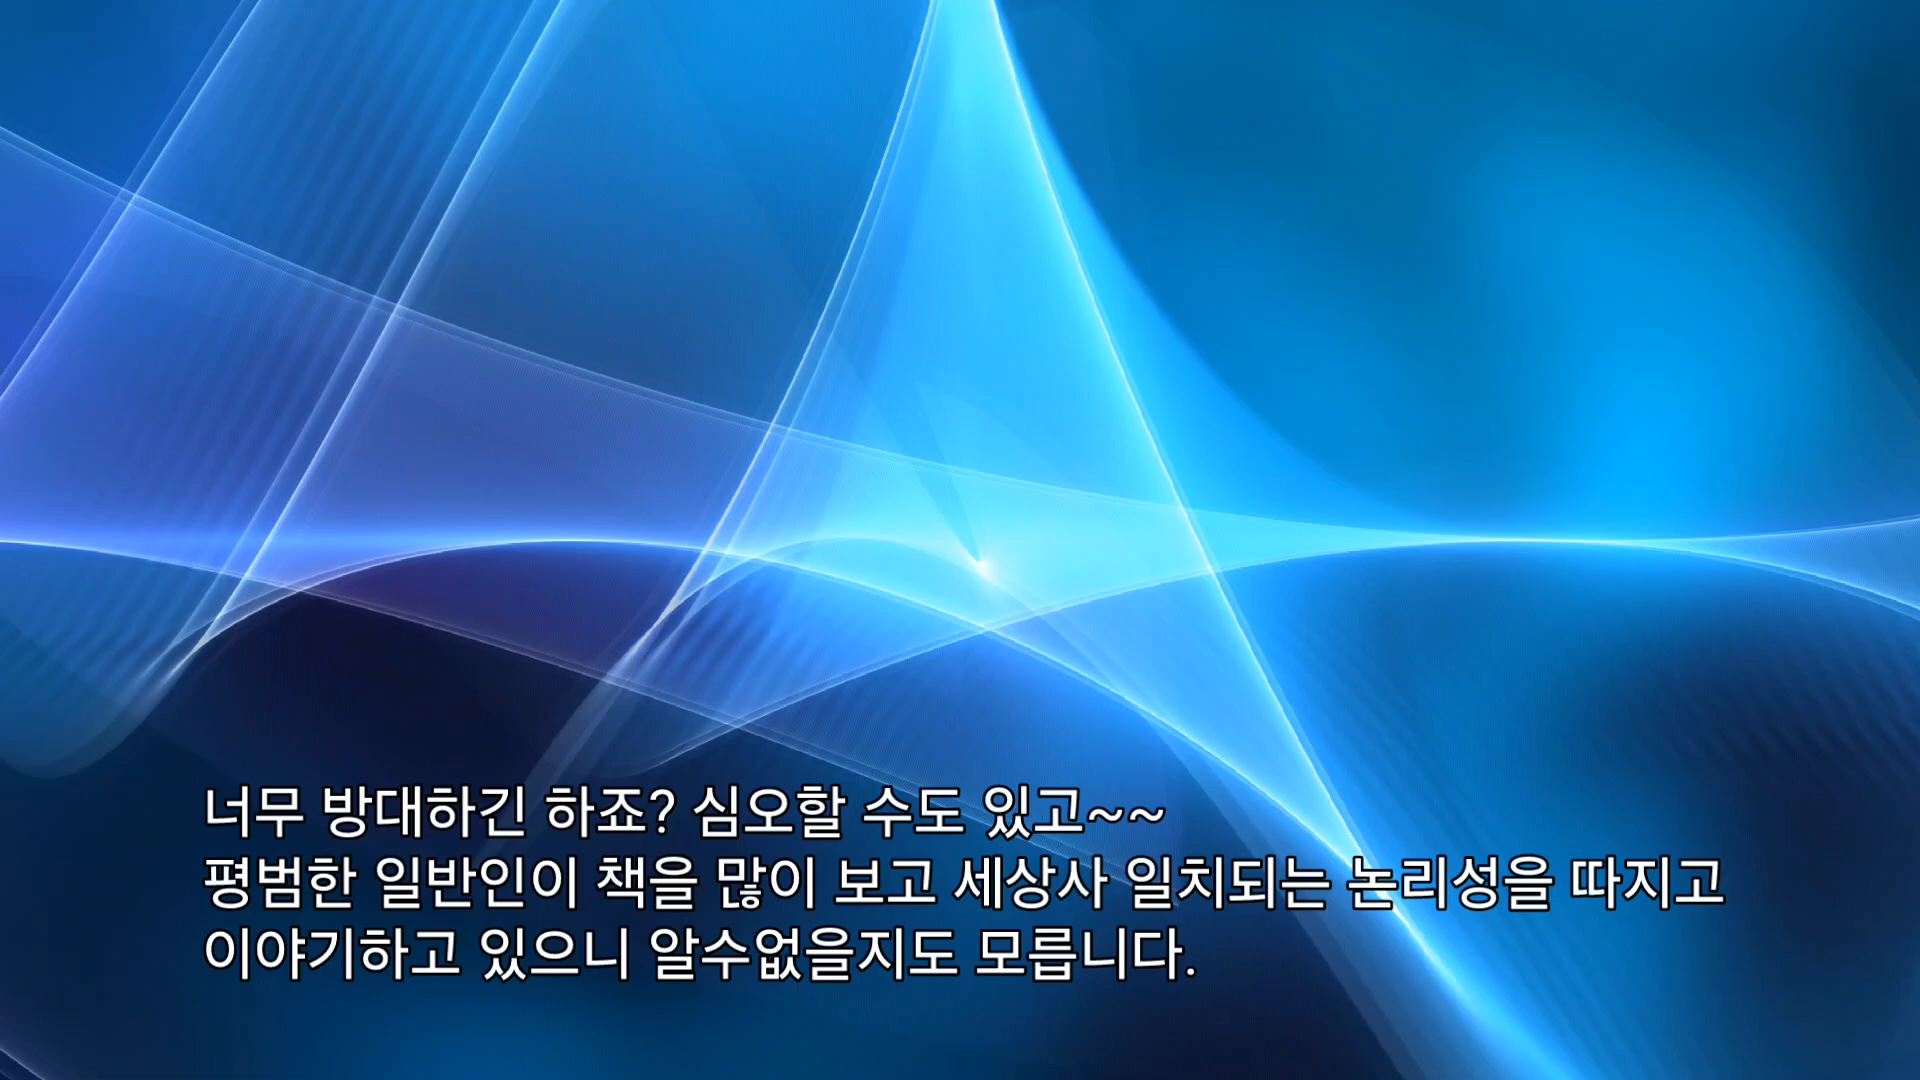 너무 방대하긴 하죠? 심오할 수도 있고~~
평범한 일반인이 책을 많이 보고 세상사 일치되는 논리성을 따지고
이야기하고 있으니 알수없을지도 모릅니다.